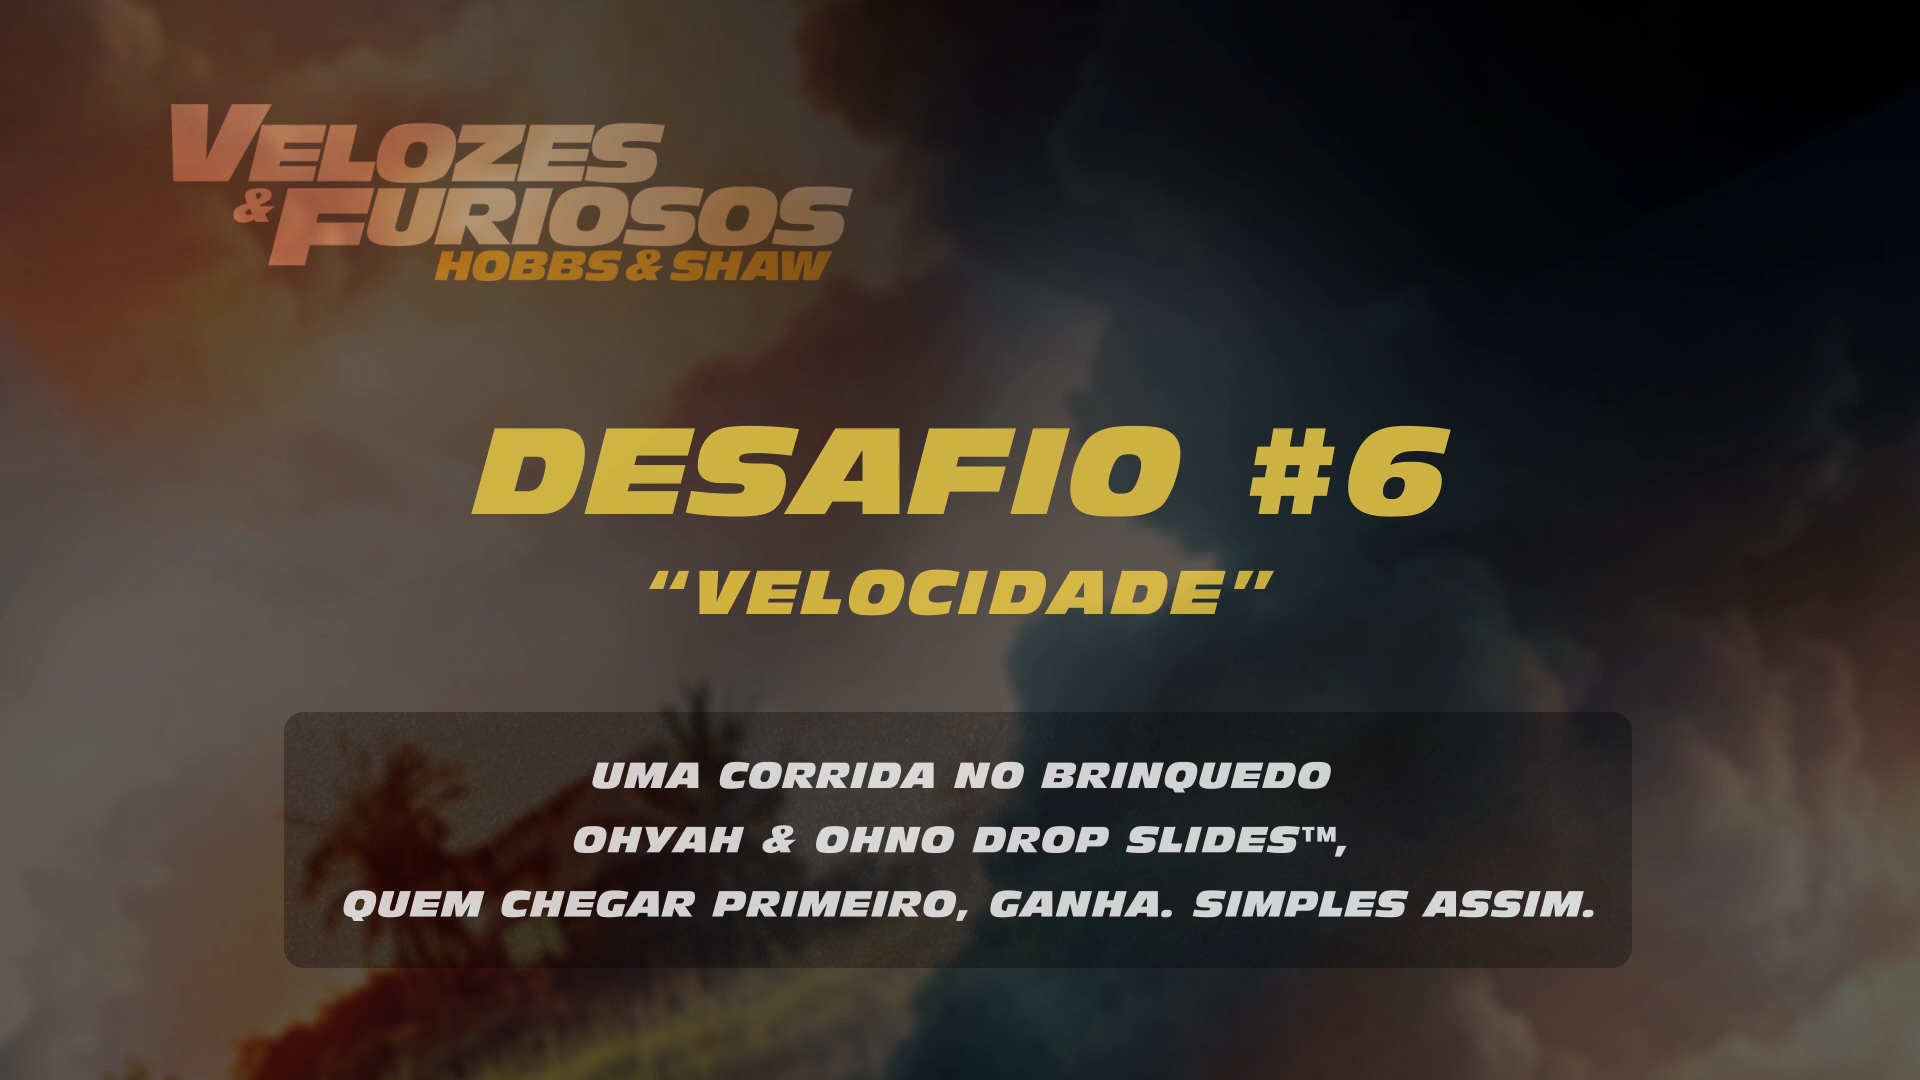 VELOZES
& FURIOSOS
HOBBS & SHAW
DESAFIO #6
“VELOCIDADE”
UMA CORRIDA NO BRINQUEDO
OHYAH & OHNO DROP SLIDES™,
QUEM CHEGAR PRIMEIRO, GANHA. SIMPLES ASSIM.